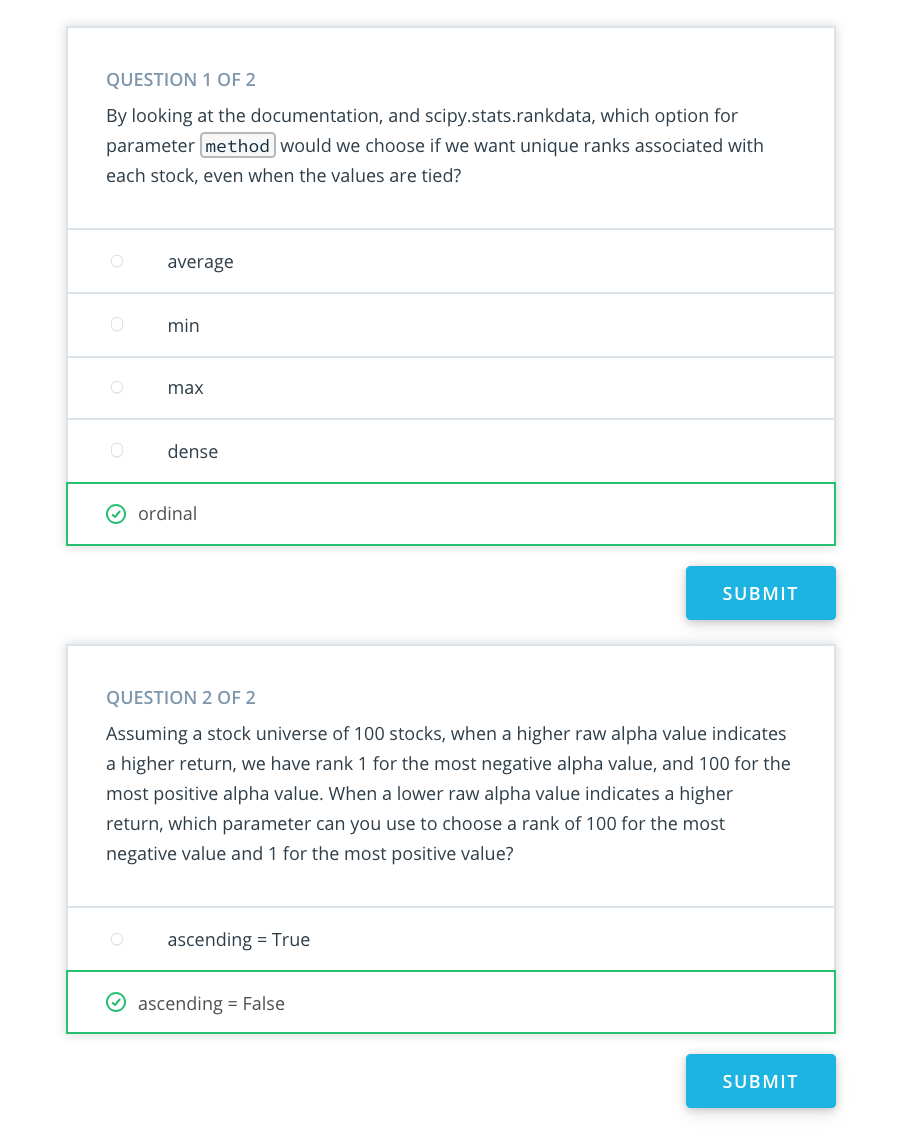 QUESTION 1 OF 2
By looking at the documentation, and scipy.stats.rankdata, which option for
parameter method would we choose if we want unique ranks associated with
each stock, even when the values are tied?
average
min
max
dense
ordinal
SUBMIT
QUESTION 2 OF 2
Assuming a stock universe of 100 stocks, when a higher raw alpha value indicates
a higher return, we have rank 1 for the most negative alpha value, and 100 for the
most positive alpha value. When a lower raw alpha value indicates a higher
return, which parameter can you use to choose a rank of 100 for the most
negative value and 1 for the most positive value?
ascending = True
ascending = False
SUBMIT